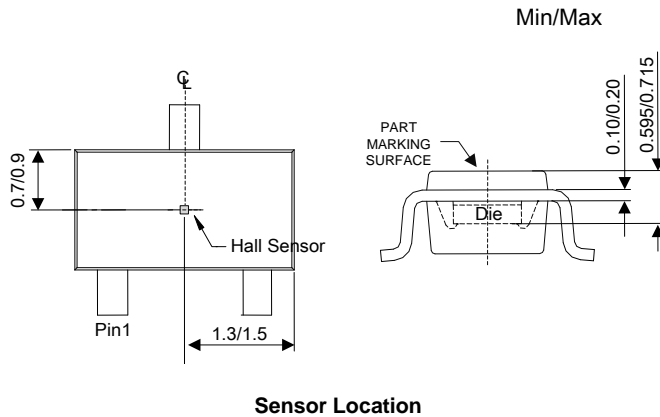 Min/Max
℄
PART
MARKING
SURFACE
0.10/0.20
0.595/0.715
0.7/0.9
Die
Hall Sensor
Pin1
1.3/1.5
Sensor Location